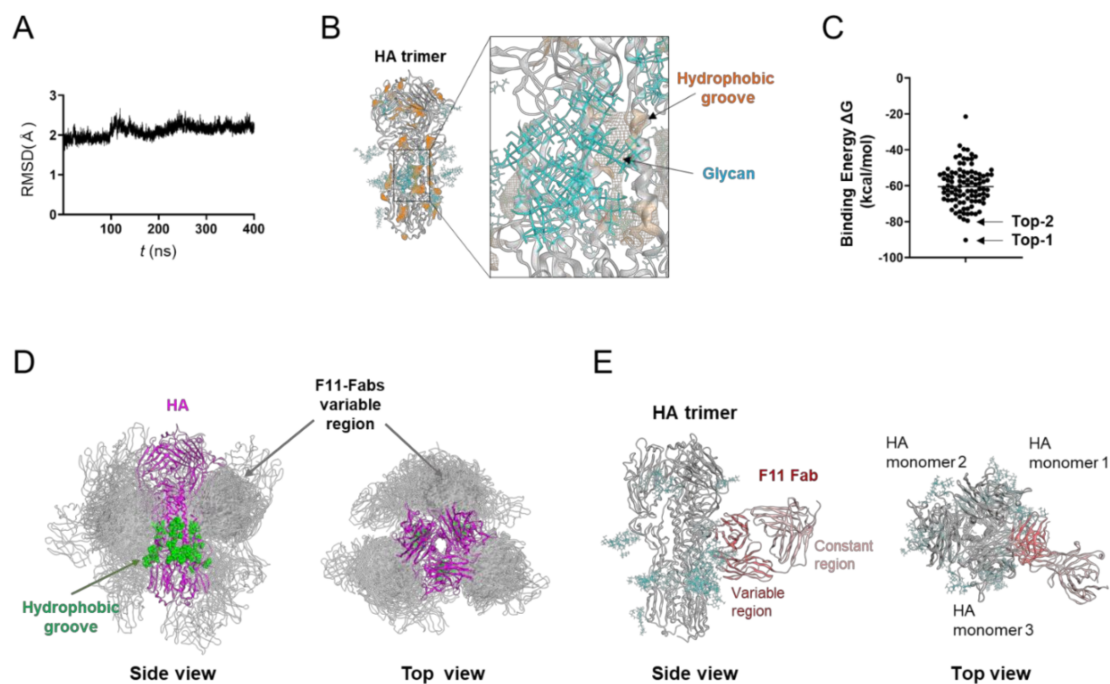 A
RMSD(Å)
3
2
1
0
0
100
200
300
400
t (ns)
B
HA trimer
Hydrophobic
groove
Glycan
C
Binding Energy ΔG
(kcal/mol)
0
-20
-40
-60
-80
-100
Top-2
Top-1
D
HA
F11-Fabs
variable
region
Hydrophobic
groove
Side view
Top view
E
HA trimer
F11 Fab
Constant
region
Variable
region
Side view
HA
monomer 2
HA
monomer 1
HA
monomer 3
Top view